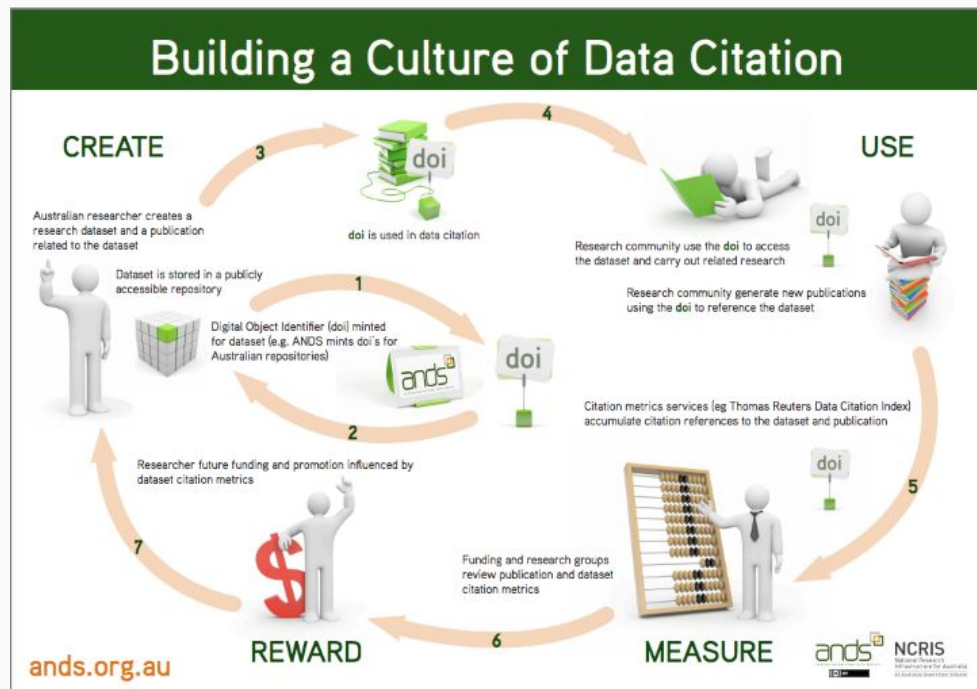 Building a Culture of Data Citation
CREATE
3
4
USE
doi
doi is used in data citation
Australian researcher creates a
research dataset and a publication
related to the dataset
Dataset is stored in a publicly
accessible repository
1
Digital Object Identifier (doi) minted
for dataset (e.g. ANDS mints doi's for
Australian repositories)
ands
doi
2
doi
Research community use the doi to access
the dataset and carry out related research
Research community generate new publications
using the doi to reference the dataset
Citation metrics services (eg Thomas Reuters Data Citation Index)
accumulate citation references to the dataset and publication
doi
5
Researcher future funding and promotion influenced by
dataset citation metrics
7
$
Funding and research groups
review publication and dataset
citation metrics
6
REWARD
MEASURE
ands.org.au
ands
NCRIS
National Research
Infrastructure for Australia